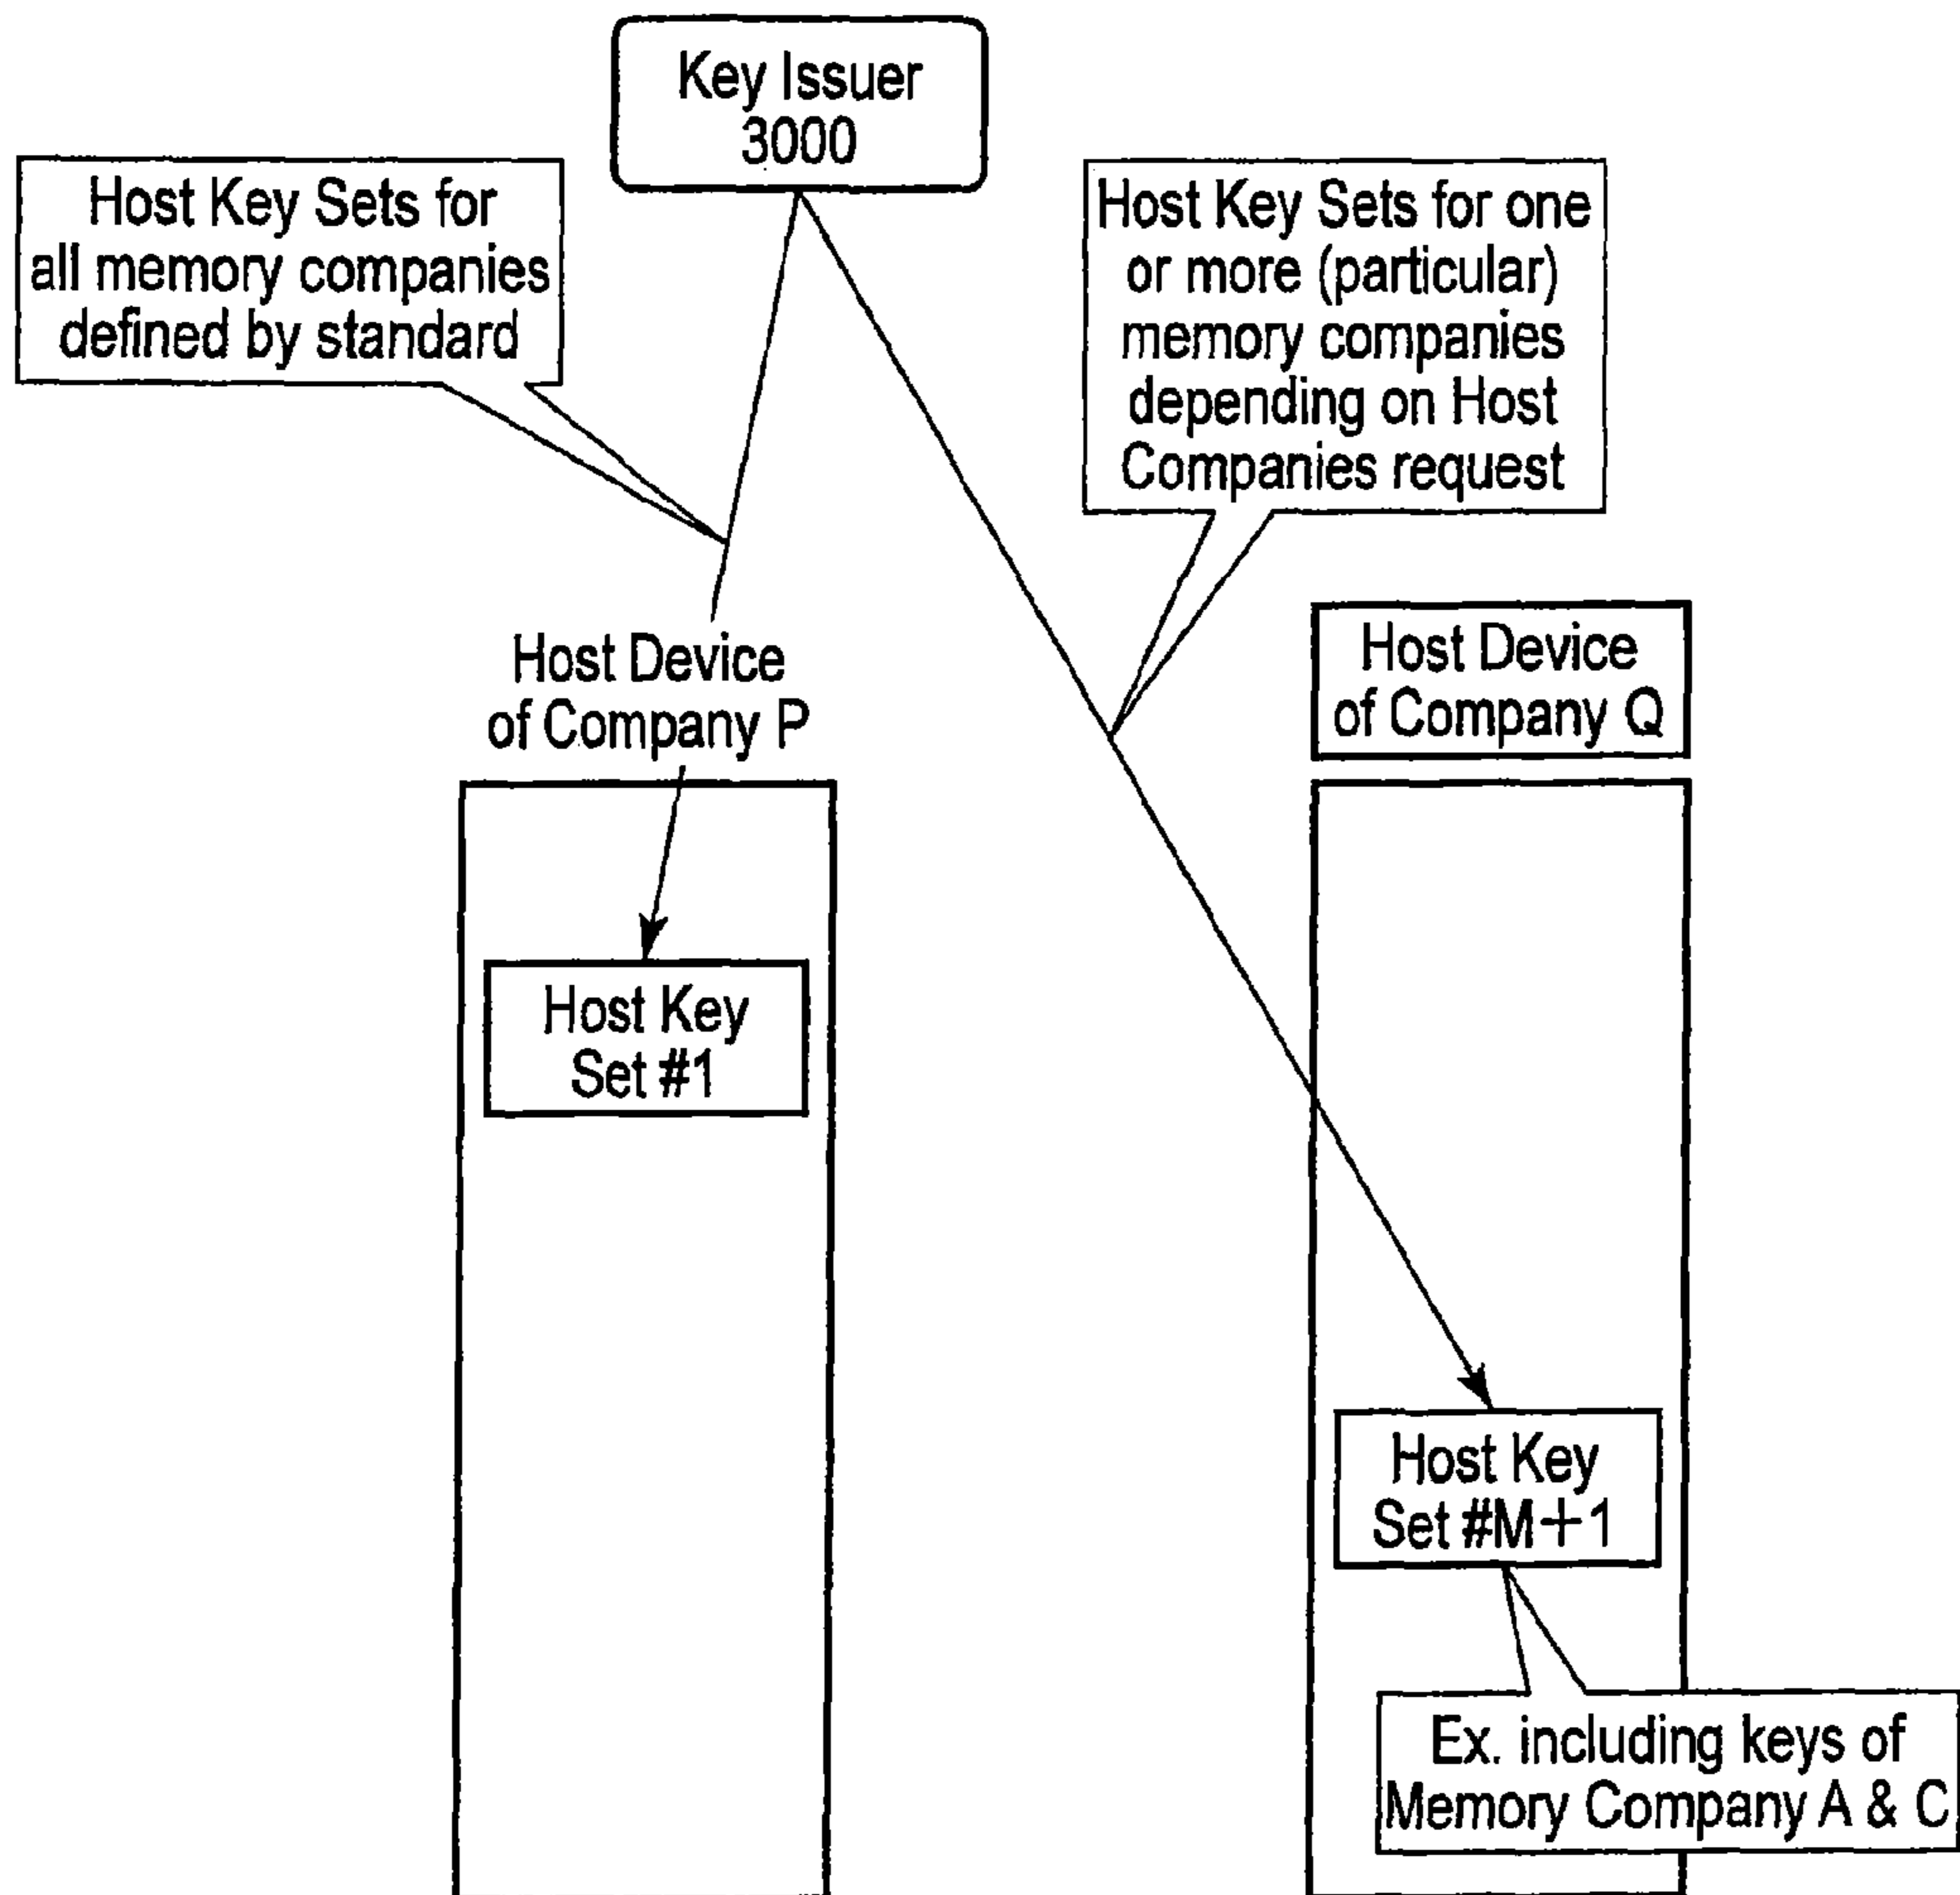 Key Issuer
3000
Host Key Sets for
all memory companies
defined by standard
Host Key Sets for one
or more (particular)
memory companies
depending on Host
Companies request
Host Device
of Company P
Host Device
of Company Q
Host Key
Set #1
Host Key
Set #M+1
Ex. including keys of
Memory Company A & C